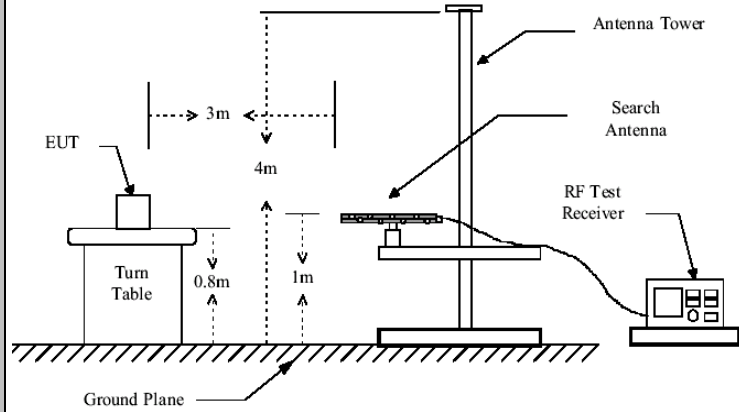 Antenna Tower
3m
Search
Antenna
EUT
4m
RF Test
Receiver
Turn
Table
0.8m
1m
Ground Plane